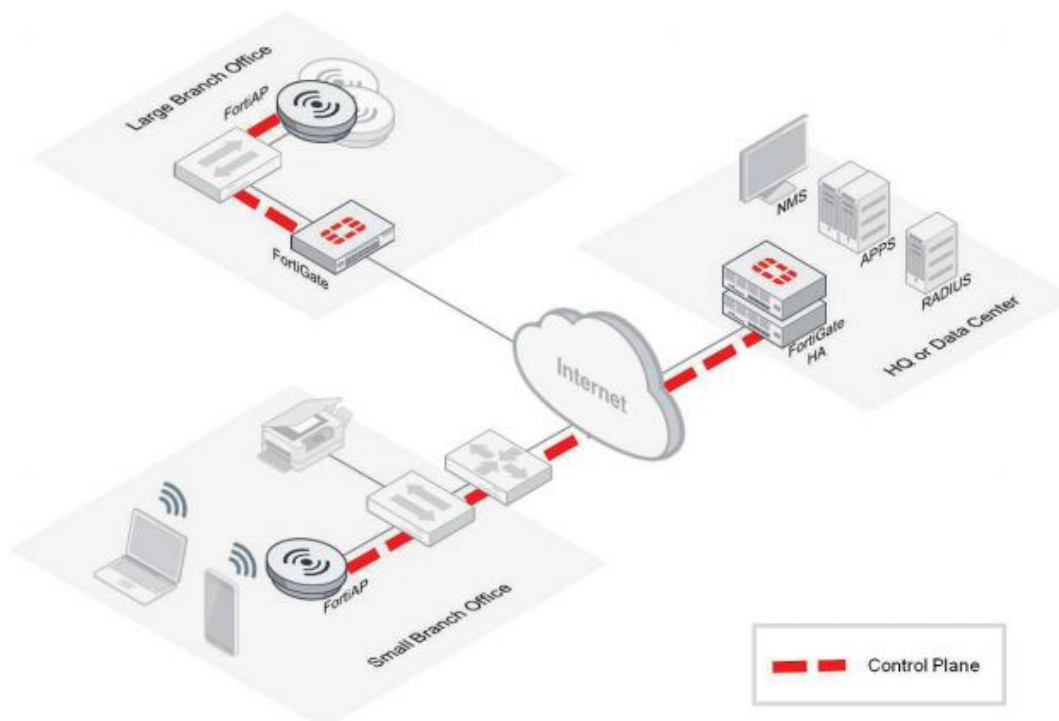 Large Branch Office
FortiAP
FortiGate
NMS
APPS
RADIUS
FortiGate
HA
HQ or Data Center
Internet
FortiAP
Small Branch Office
Control Plane